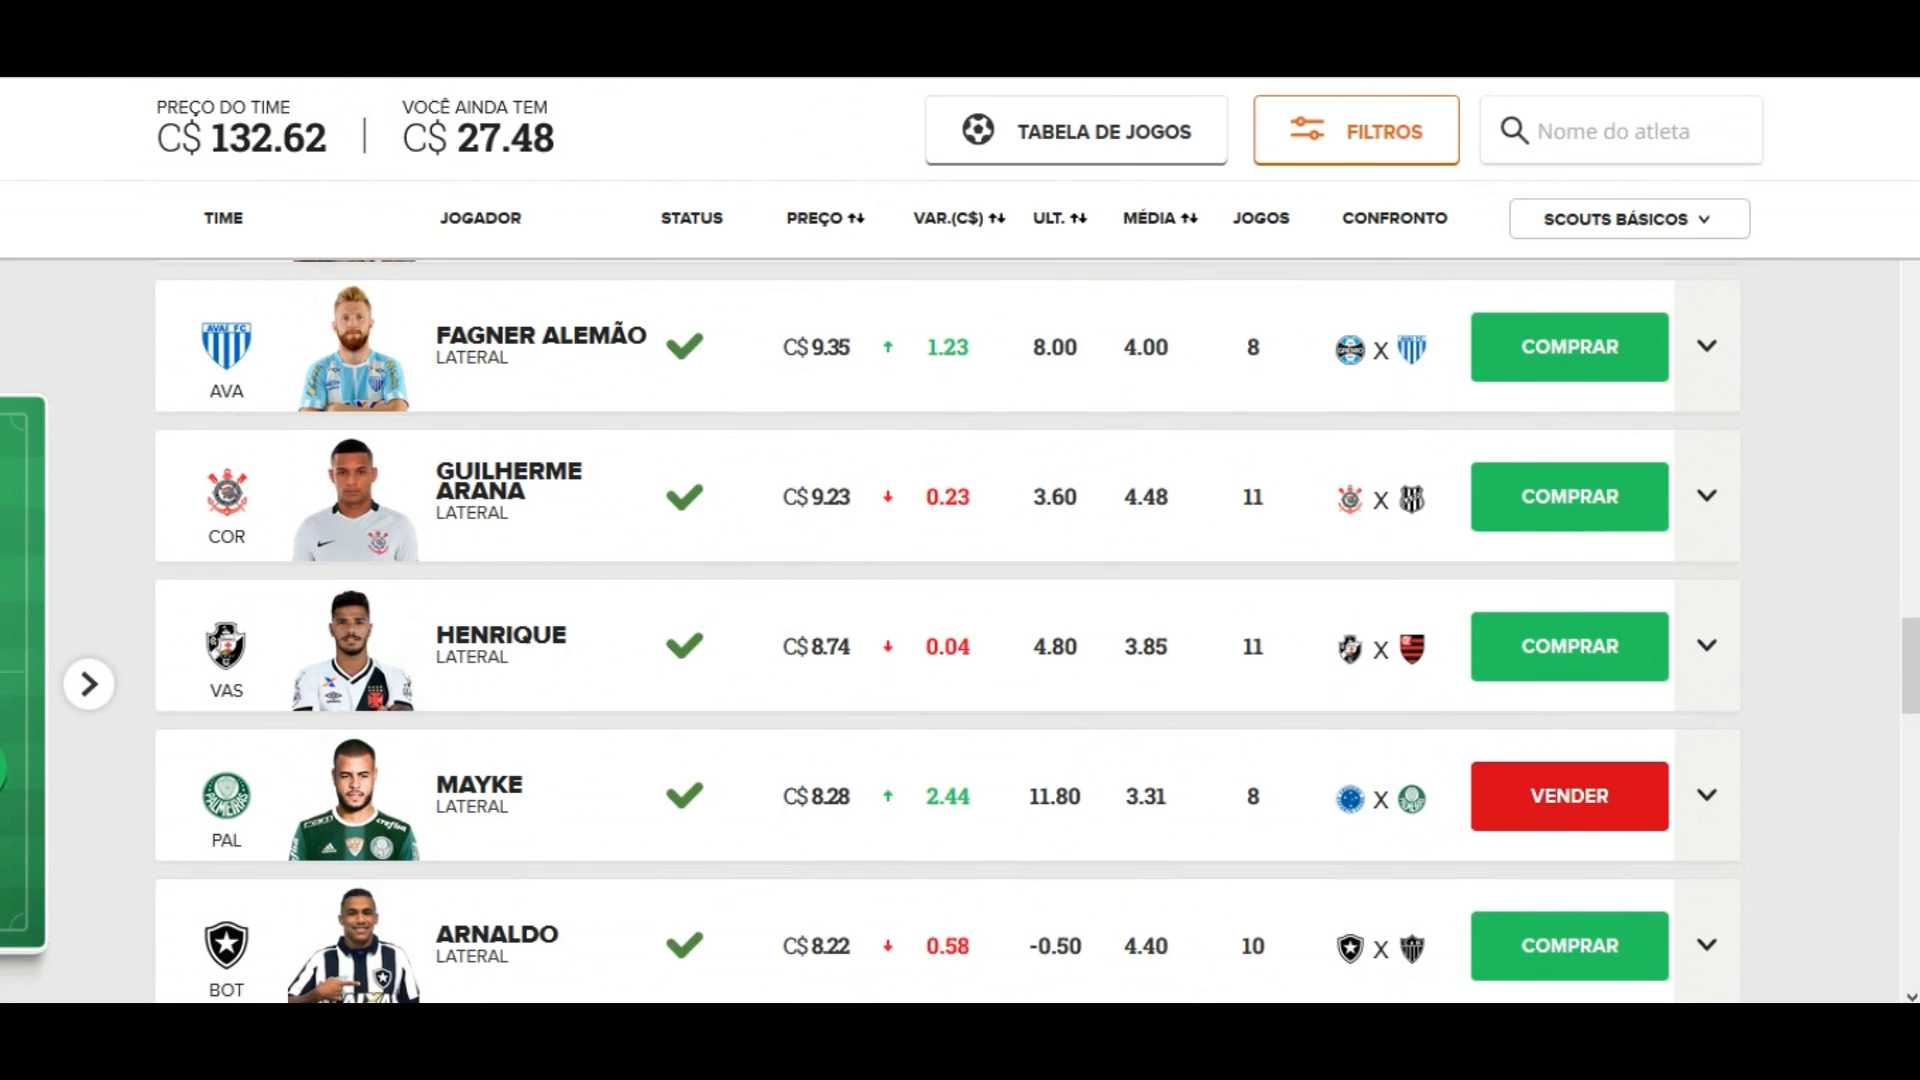 PREÇO DO TIME
C$ 132.62
VOCÊ AINDA TEM
C$ 27.48
TABELA DE JOGOS
FILTROS
Nome do atleta
TIME JOGADOR STATUS PREÇO VAR.(C$) ULT. MÉDIA JOGOS CONFRONTO SCOUTS BÁSICOS
AVAÍ FC
AVA
FAGNER ALEMÃO
LATERAL
C$ 9.35 1.23 8.00 4.00 8 X COMPRAR
COR
GUILHERME
ARANA
LATERAL
C$ 9.23 0.23 3.60 4.48 11 X COMPRAR
VAS
HENRIQUE
LATERAL
C$ 8.74 0.04 4.80 3.85 11 X COMPRAR
PALMEIRAS
PAL
crefisa
MAYKE
LATERAL
C$ 8.28 2.44 11.80 3.31 8 X VENDER
BOT
CAIXA
ARNALDO
LATERAL
C$ 8.22 0.58 -0.50 4.40 10 X COMPRAR